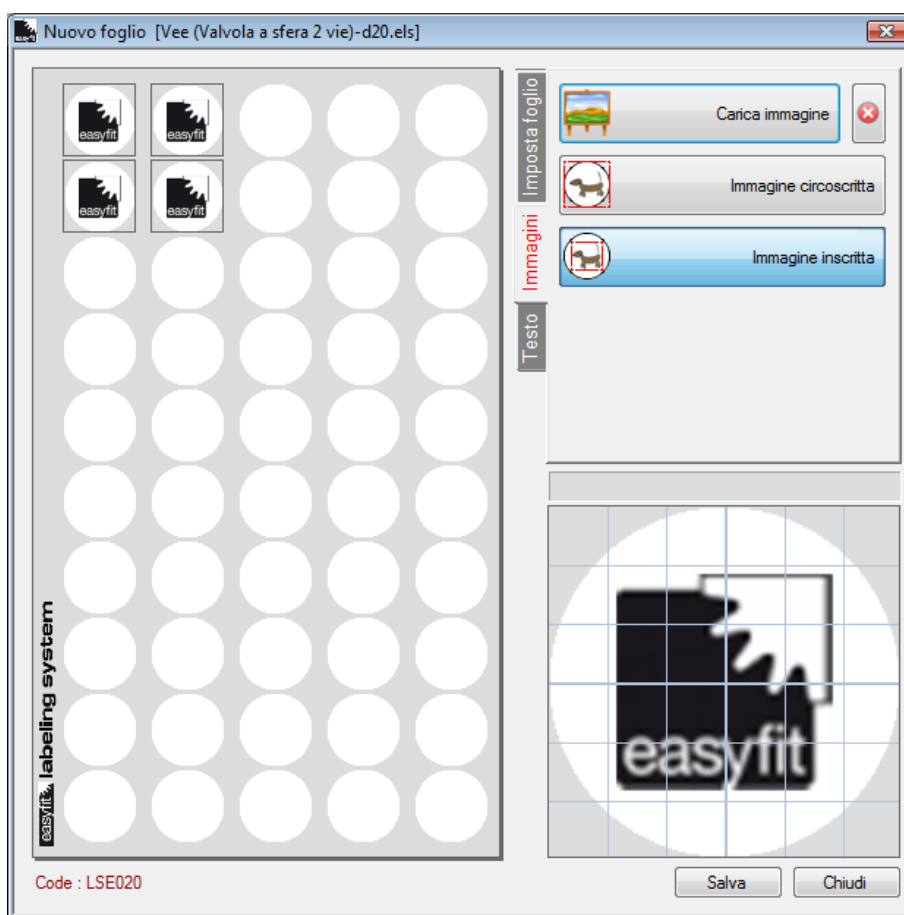 Nuovo foglio [Vee (Valvola a sfera 2 vie)-d20.els]
easyfit
easyfit
easyfit
easyfit
easyfit labeling system
Code : LSE020
Imposta foglio
Immagini
Testo
Carica immagine
Immagine circoscritta
Immagine inscritta
easyfit
Salva
Chiudi